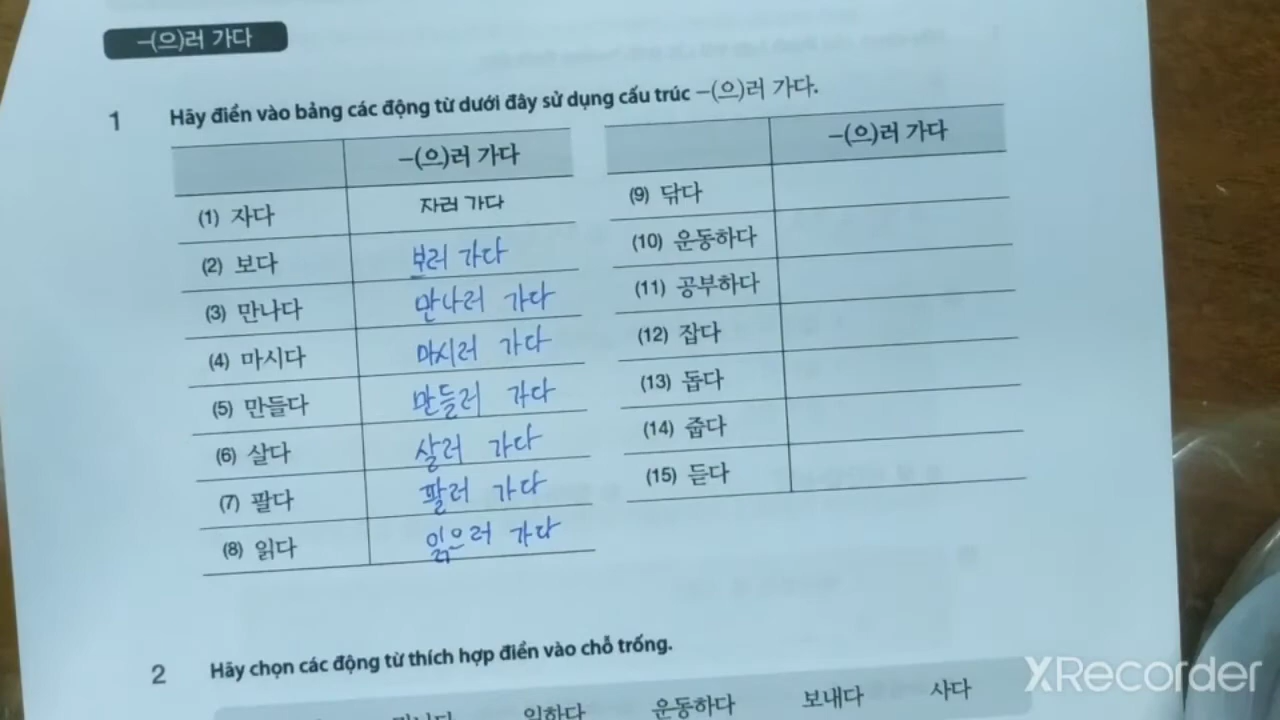 -(으)러 가다
1 Hãy điền vào bảng các động từ dưới đây sử dụng cấu trúc -(으)러 가다.
-(으)러 가다
(1) 자다 자러 가다
(2) 보다 보러 가다
(3) 만나다 만나러 가다
(4) 마시다 마시러 가다
(5) 만들다 만들러 가다
(6) 살다 살러 가다
(7) 팔다 팔러 가다
(8) 읽다 읽으러 가다
-(으)러 가다
(9) 닦다
(10) 운동하다
(11) 공부하다
(12) 잡다
(13) 돕다
(14) 줍다
(15) 듣다
2 Hãy chọn các động từ thích hợp điền vào chỗ trống.
운동하다 보내다 사다
XRecorder